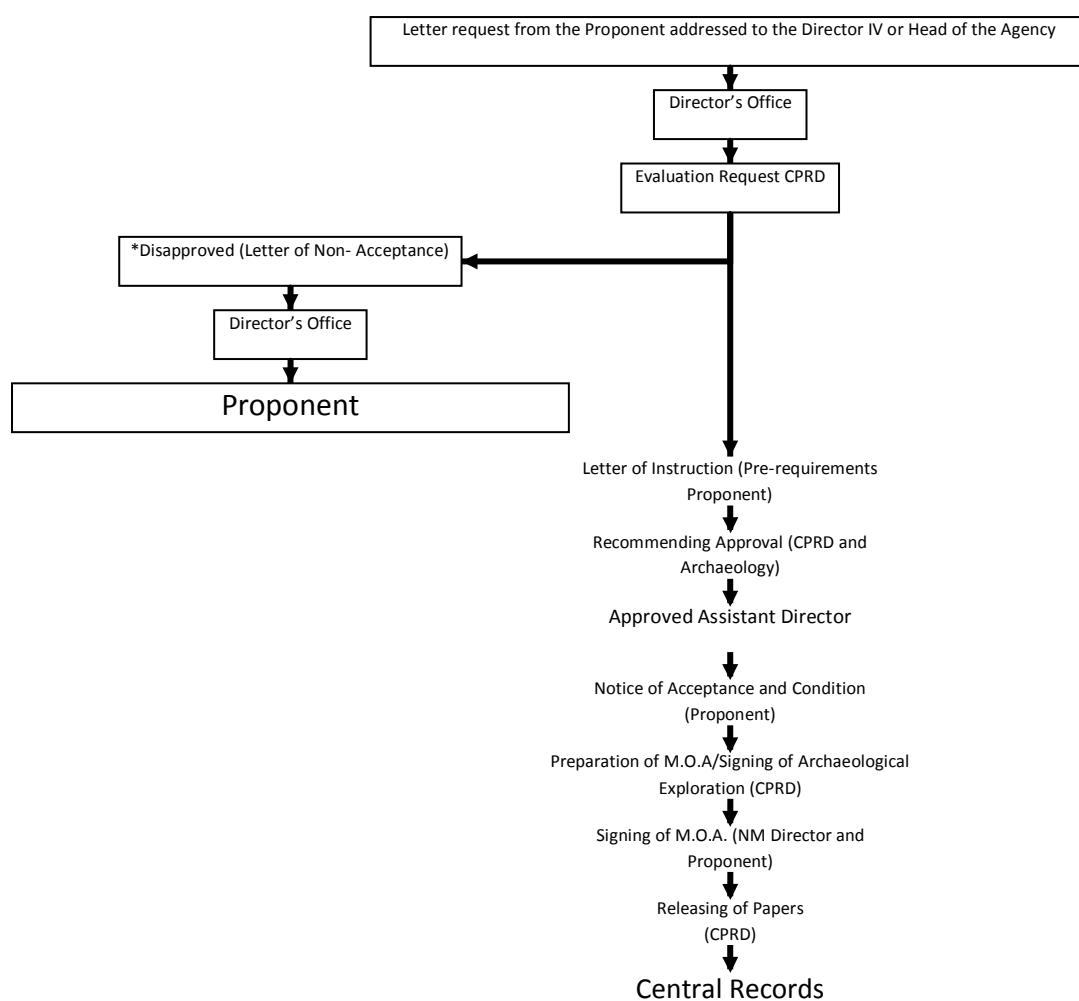 Letter request from the Proponent addressed to the Director IV or Head of the Agency
Director’s Office
Evaluation Request CPRD
*Disapproved (Letter of Non- Acceptance)
Director’s Office
Proponent
Letter of Instruction (Pre-requirements
Proponent)
Recommending Approval (CPRD and
Archaeology)
Approved Assistant Director
Notice of Acceptance and Condition
(Proponent)
Preparation of M.O.A/Signing of Archaeological
Exploration (CPRD)
Signing of M.O.A. (NM Director and
Proponent)
Releasing of Papers
(CPRD)
Central Records